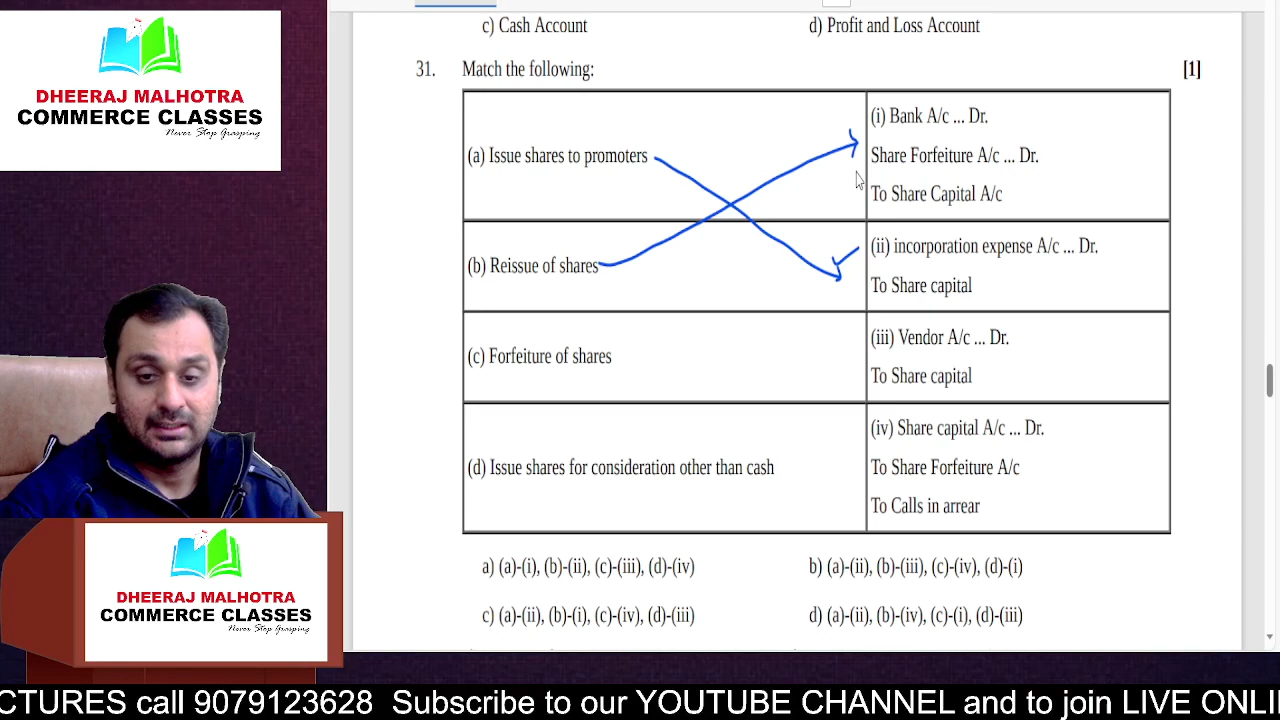 DHEERAJ MALHOTRA
COMMERCE CLASSES
Never Stop Grasping
c) Cash Account
d) Profit and Loss Account
31. Match the following: [1]
(a) Issue shares to promoters
(i) Bank A/c ... Dr.
Share Forfeiture A/c ... Dr.
To Share Capital A/c
(b) Reissue of shares
(ii) incorporation expense A/c ... Dr.
To Share capital
(c) Forfeiture of shares
(iii) Vendor A/c ... Dr.
To Share capital
(d) Issue shares for consideration other than cash
(iv) Share capital A/c ... Dr.
To Share Forfeiture A/c
To Calls in arrear
a) (a)-(i), (b)-(ii), (c)-(iii), (d)-(iv)
b) (a)-(ii), (b)-(iii), (c)-(iv), (d)-(i)
c) (a)-(ii), (b)-(i), (c)-(iv), (d)-(iii)
d) (a)-(ii), (b)-(iv), (c)-(i), (d)-(iii)
DHEERAJ MALHOTRA
COMMERCE CLASSES
Never Stop Grasping
CTURES call 9079123628 Subscribe to our YOUTUBE CHANNEL and to join LIVE ONLI